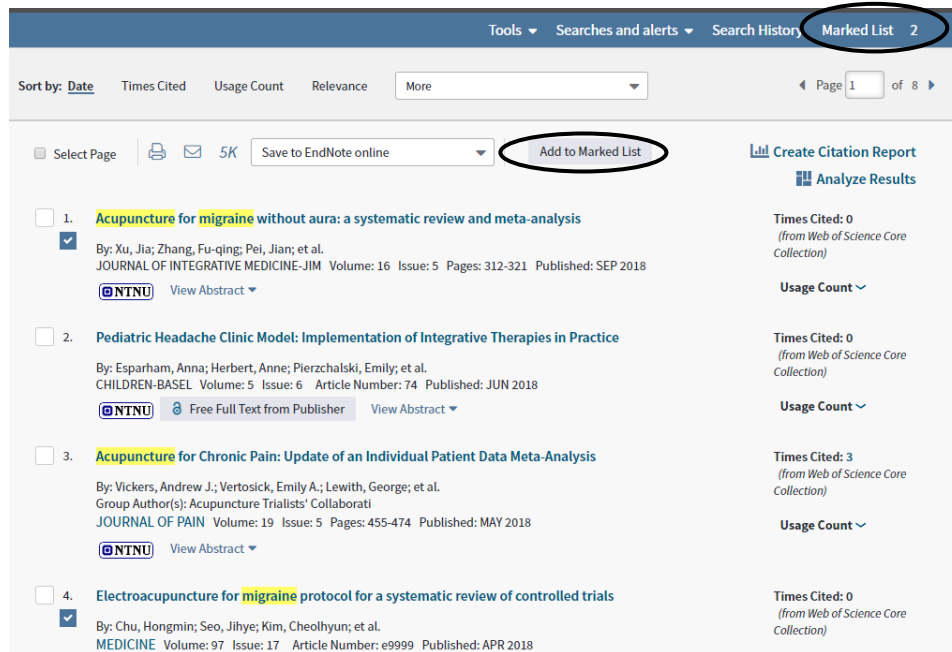 Tools Searches and alerts Search History Marked List 2
Sort by: Date Times Cited Usage Count Relevance More Page 1 of 8
Select Page 5K Save to EndNote online Add to Marked List Create Citation Report
Analyze Results
1. Acupuncture for migraine without aura: a systematic review and meta-analysis
By: Xu, Jia; Zhang, Fu-qing; Pei, Jian; et al.
JOURNAL OF INTEGRATIVE MEDICINE-JIM Volume: 16 Issue: 5 Pages: 312-321 Published: SEP 2018
NTNU View Abstract
Times Cited: 0
(from Web of Science Core
Collection)
Usage Count
2. Pediatric Headache Clinic Model: Implementation of Integrative Therapies in Practice
By: Esparham, Anna; Herbert, Anne; Pierzchalski, Emily; et al.
CHILDREN-BASEL Volume: 5 Issue: 6 Article Number: 74 Published: JUN 2018
NTNU Free Full Text from Publisher View Abstract
Times Cited: 0
(from Web of Science Core
Collection)
Usage Count
3. Acupuncture for Chronic Pain: Update of an Individual Patient Data Meta-Analysis
By: Vickers, Andrew J.; Vertosick, Emily A.; Lewith, George; et al.
Group Author(s): Acupuncture Trialists' Collaborati
JOURNAL OF PAIN Volume: 19 Issue: 5 Pages: 455-474 Published: MAY 2018
NTNU View Abstract
Times Cited: 3
(from Web of Science Core
Collection)
Usage Count
4. Electroacupuncture for migraine protocol for a systematic review of controlled trials
By: Chu, Hongmin; Seo, Jihye; Kim, Cheolhyun; et al.
MEDICINE Volume: 97 Issue: 17 Article Number: e9999 Published: APR 2018
Times Cited: 0
(from Web of Science Core
Collection)